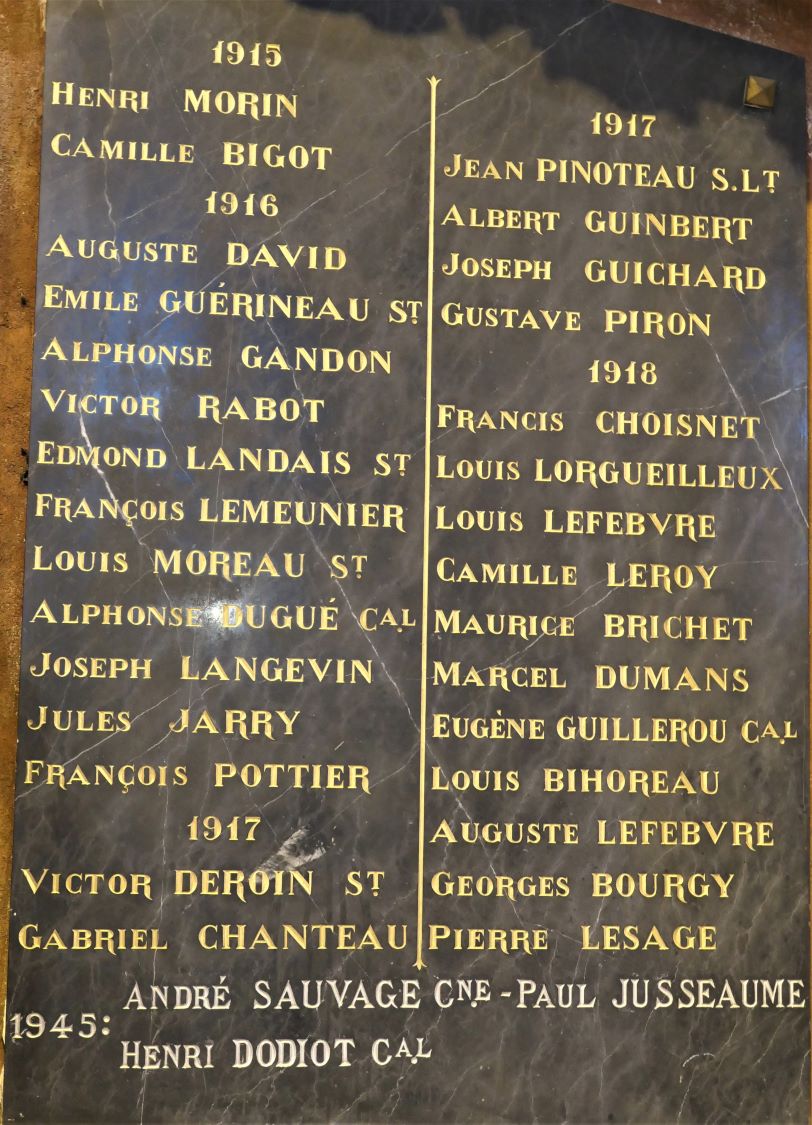 1915
HENRI MORIN
CAMILLE BIGOT
1916
AUGUSTE DAVID
EMILE GUÉRINEAU ST
ALPHONSE GANDON
VICTOR RABOT
EDMOND LANDAIS ST
FRANÇOIS LEMEUNIER
LOUIS MOREAU ST
ALPHONSE DUGUÉ CAL
JOSEPH LANGEVIN
JULES JARRY
FRANÇOIS POTTIER
1917
VICTOR DEROIN ST
GABRIEL CHANTEAU
1917
JEAN PINOTEAU S.LT
ALBERT GUINBERT
JOSEPH GUICHARD
GUSTAVE PIRON
1918
FRANCIS CHOISNET
LOUIS LORGUEILLEUX
LOUIS LEFEBVRE
CAMILLE LEROY
MAURICE BRICHET
MARCEL DUMANS
EUGÈNE GUILLEROU CAL
LOUIS BIHOREAU
AUGUSTE LEFEBVRE
GEORGES BOURGY
PIERRE LESAGE
1945:
ANDRÉ SAUVAGE CNE - PAUL JUSSEAUME
HENRI DODIOT CAL